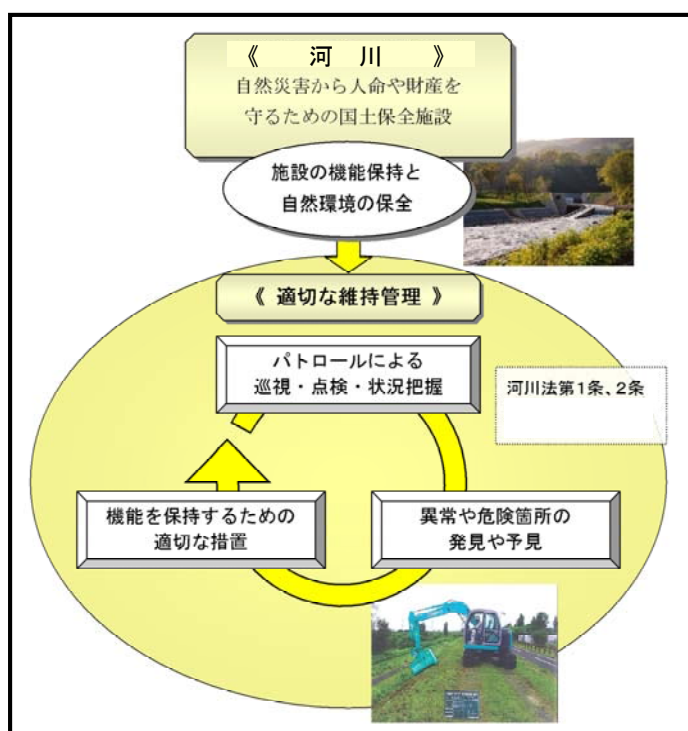 《 河 川 》
自然災害から人命や財産を
守るための国土保全施設
施設の機能保持と
自然環境の保全
《 適切な維持管理 》
パトロールによる
巡視・点検・状況把握
河川法第1条、2条
機能を保持するための
適切な措置
異常や危険箇所の
発見や予見